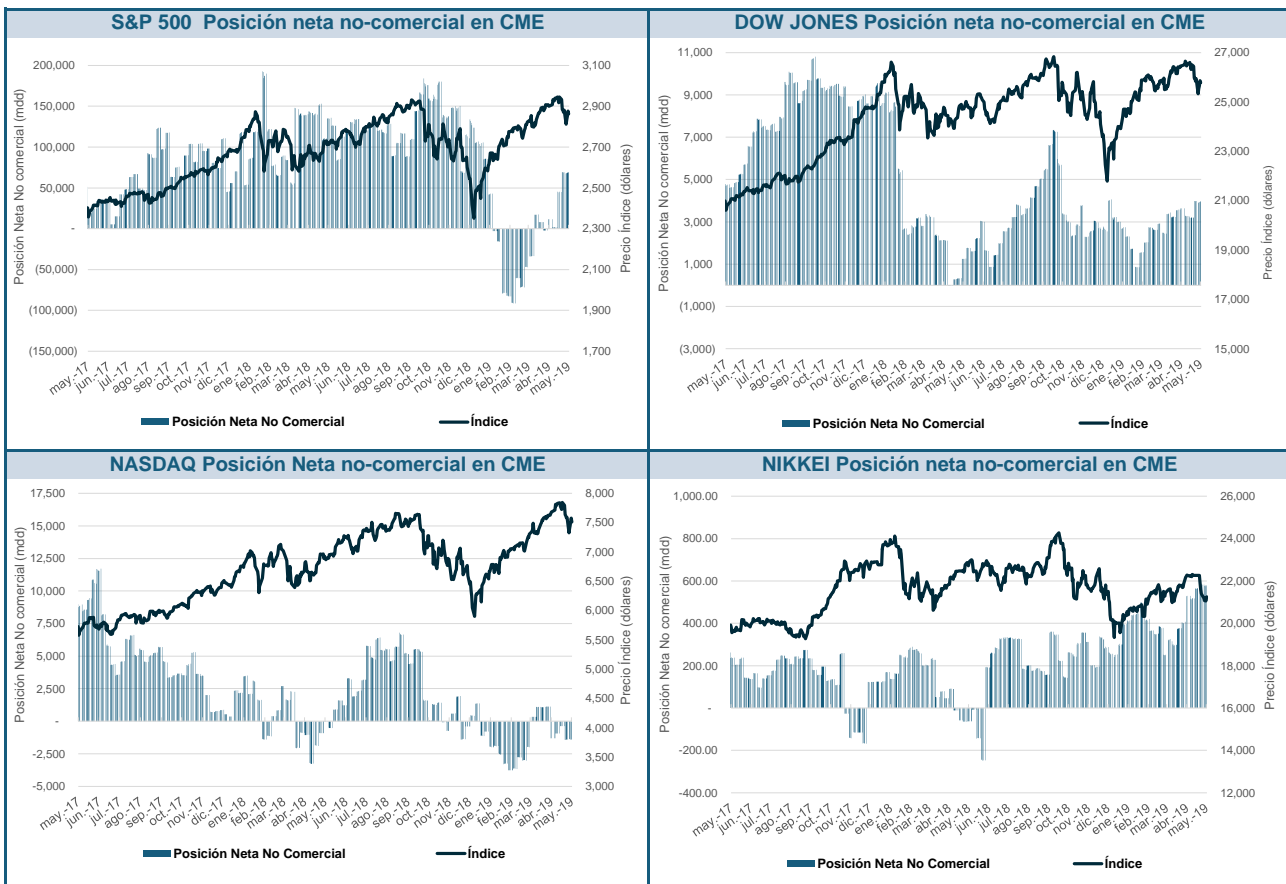 S&P 500  Posición neta no-comercial en CME
Posición Neta No comercial (mdd)
200,000
150,000
100,000
50,000
-
(50,000)
(100,000)
(150,000)
3,100
2,900
2,700
2,500
2,300
2,100
1,900
1,700
Precio Índice (dólares)
may.-17
jun.-17
jul.-17
ago.-17
sep.-17
oct.-17
nov.-17
dic.-17
ene.-18
feb.-18
mar.-18
abr.-18
may.-18
jun.-18
jul.-18
ago.-18
sep.-18
oct.-18
nov.-18
dic.-18
ene.-19
feb.-19
mar.-19
abr.-19
may.-19
Posición Neta No Comercial
Índice
DOW JONES Posición neta no-comercial en CME
Posición Neta No comercial (mdd)
11,000
9,000
7,000
5,000
3,000
1,000
(1,000)
(3,000)
27,000
25,000
23,000
21,000
19,000
17,000
15,000
Precio Índice (dólares)
may.-17
jun.-17
jul.-17
ago.-17
sep.-17
oct.-17
nov.-17
dic.-17
ene.-18
feb.-18
mar.-18
abr.-18
may.-18
jun.-18
jul.-18
ago.-18
sep.-18
oct.-18
nov.-18
dic.-18
ene.-19
feb.-19
mar.-19
abr.-19
may.-19
Posición Neta No Comercial
Índice
NASDAQ Posición Neta no-comercial en CME
Posición Neta No comercial (mdd)
17,500
15,000
12,500
10,000
7,500
5,000
2,500
-
-2,500
-5,000
8,000
7,500
7,000
6,500
6,000
5,500
5,000
4,500
4,000
3,500
3,000
Precio Índice (dólares)
may.-17
jun.-17
jul.-17
ago.-17
sep.-17
oct.-17
nov.-17
dic.-17
ene.-18
feb.-18
mar.-18
abr.-18
may.-18
jun.-18
jul.-18
ago.-18
sep.-18
oct.-18
nov.-18
dic.-18
ene.-19
feb.-19
mar.-19
abr.-19
may.-19
Posición Neta No Comercial
Índice
NIKKEI Posición neta no-comercial en CME
Posición Neta No comercial (mdd)
1,000.00
800.00
600.00
400.00
200.00
-
-200.00
-400.00
26,000
24,000
22,000
20,000
18,000
16,000
14,000
12,000
Precio Índice (dólares)
may.-17
jun.-17
jul.-17
ago.-17
sep.-17
oct.-17
nov.-17
dic.-17
ene.-18
feb.-18
mar.-18
abr.-18
may.-18
jun.-18
jul.-18
ago.-18
sep.-18
oct.-18
nov.-18
dic.-18
ene.-19
feb.-19
mar.-19
abr.-19
may.-19
Posición Neta No Comercial
Índice